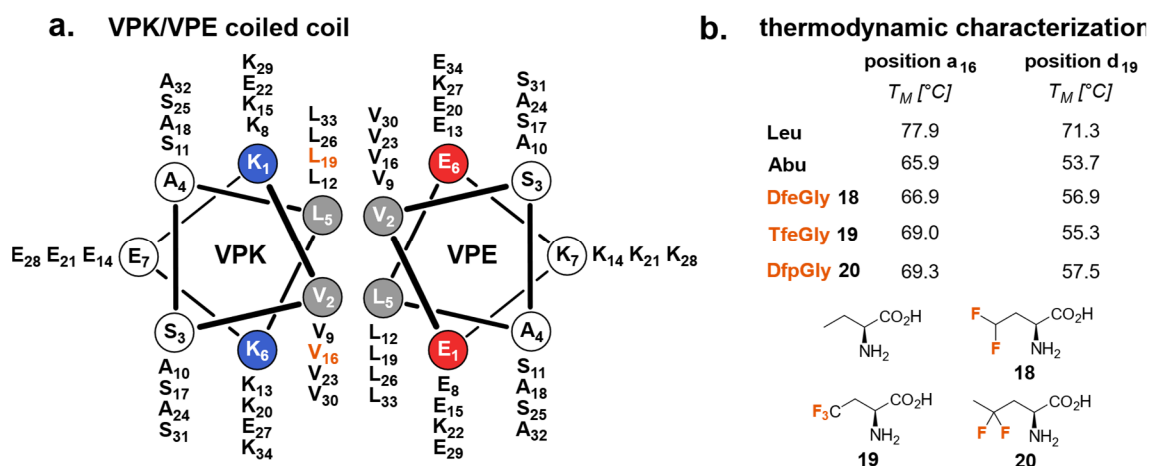 a. VPK/VPE coiled coil
K29
E22
K15
K8
A32
S25
A18
S11
L33
L26
L19
L12
K1
A4
L5
E28 E21 E14 E7
VPK
V2
S3
K6
A10
S17
A24
S31
K13
K20
E27
K34
V9
V16
V23
V30
E34
K27
E20
E13
S31
A24
S17
A10
V30
V23
V16
V9
E6
S3
V2
VPE
K7 K14 K21 K28
L5
A4
E1
L12
L19
L26
L33
E8
E15
K22
E29
S11
A18
S25
A32
b. thermodynamic characterization
position a16 position d19
TM [°C] TM [°C]
Leu 77.9 71.3
Abu 65.9 53.7
DfeGly 18 66.9 56.9
TfeGly 19 69.0 55.3
DfpGly 20 69.3 57.5
CO2H
NH2
F
F
CO2H
NH2
18
F3C
CO2H
NH2
19
F F
CO2H
NH2
20